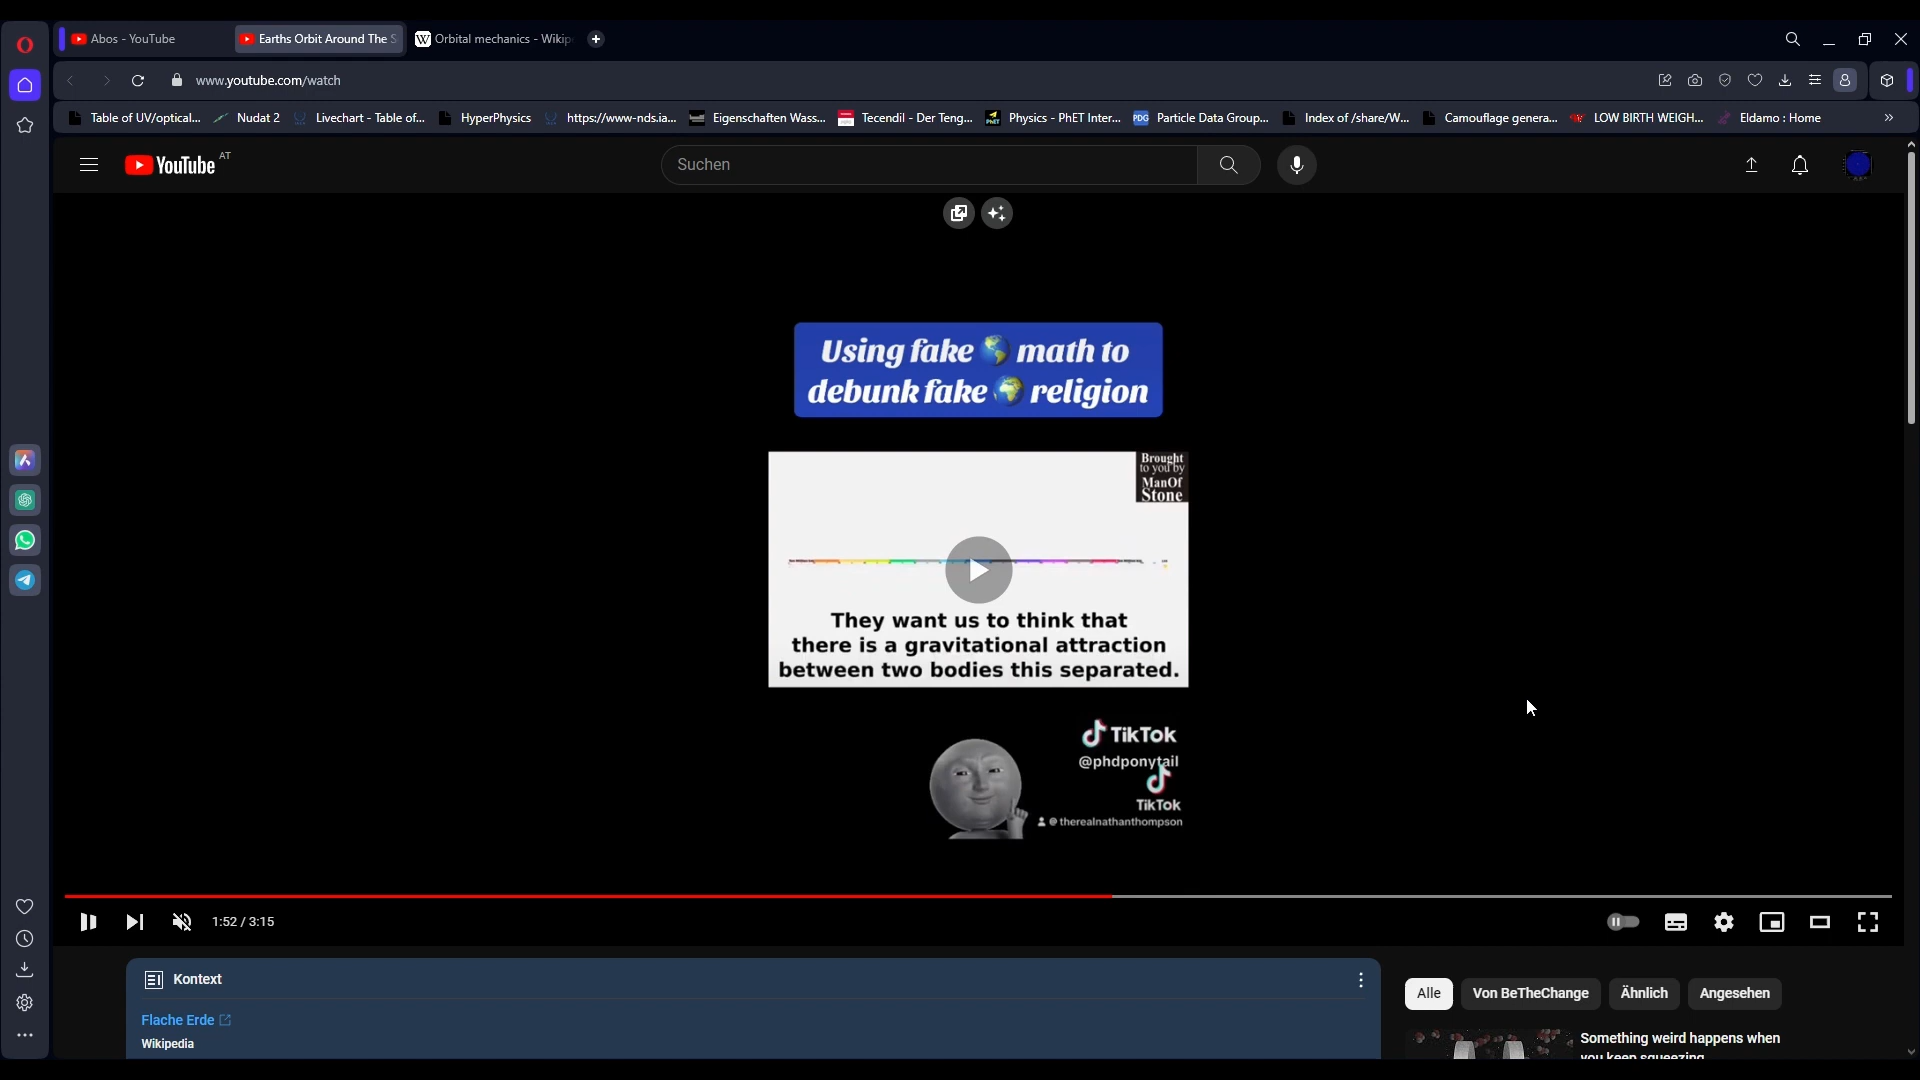 Abos - YouTube
Earths Orbit Around The S
Orbital mechanics - Wikip
www.youtube.com/watch
Table of UV/optical...
Nudat 2
Livechart - Table of...
HyperPhysics
https://www-nds.ia...
Eigenschaften Wass...
Tecendil - Der Teng...
Physics - PhET Inter...
PDG
Particle Data Group...
Index of /share/W...
Camouflage genera...
LOW BIRTH WEIGH...
Eldamo : Home
YouTube AT
Suchen
Using fake 🌎 math to
debunk fake 🌍 religion
Brought
to you by
ManOf
Stone
They want us to think that
there is a gravitational attraction
between two bodies this separated.
TikTok
@phdponytail
TikTok
@therealnathanthompson
1:52 / 3:15
Kontext
Flache Erde
Wikipedia
Alle
Von BeTheChange
Ähnlich
Angesehen
Something weird happens when
you keep squeezing